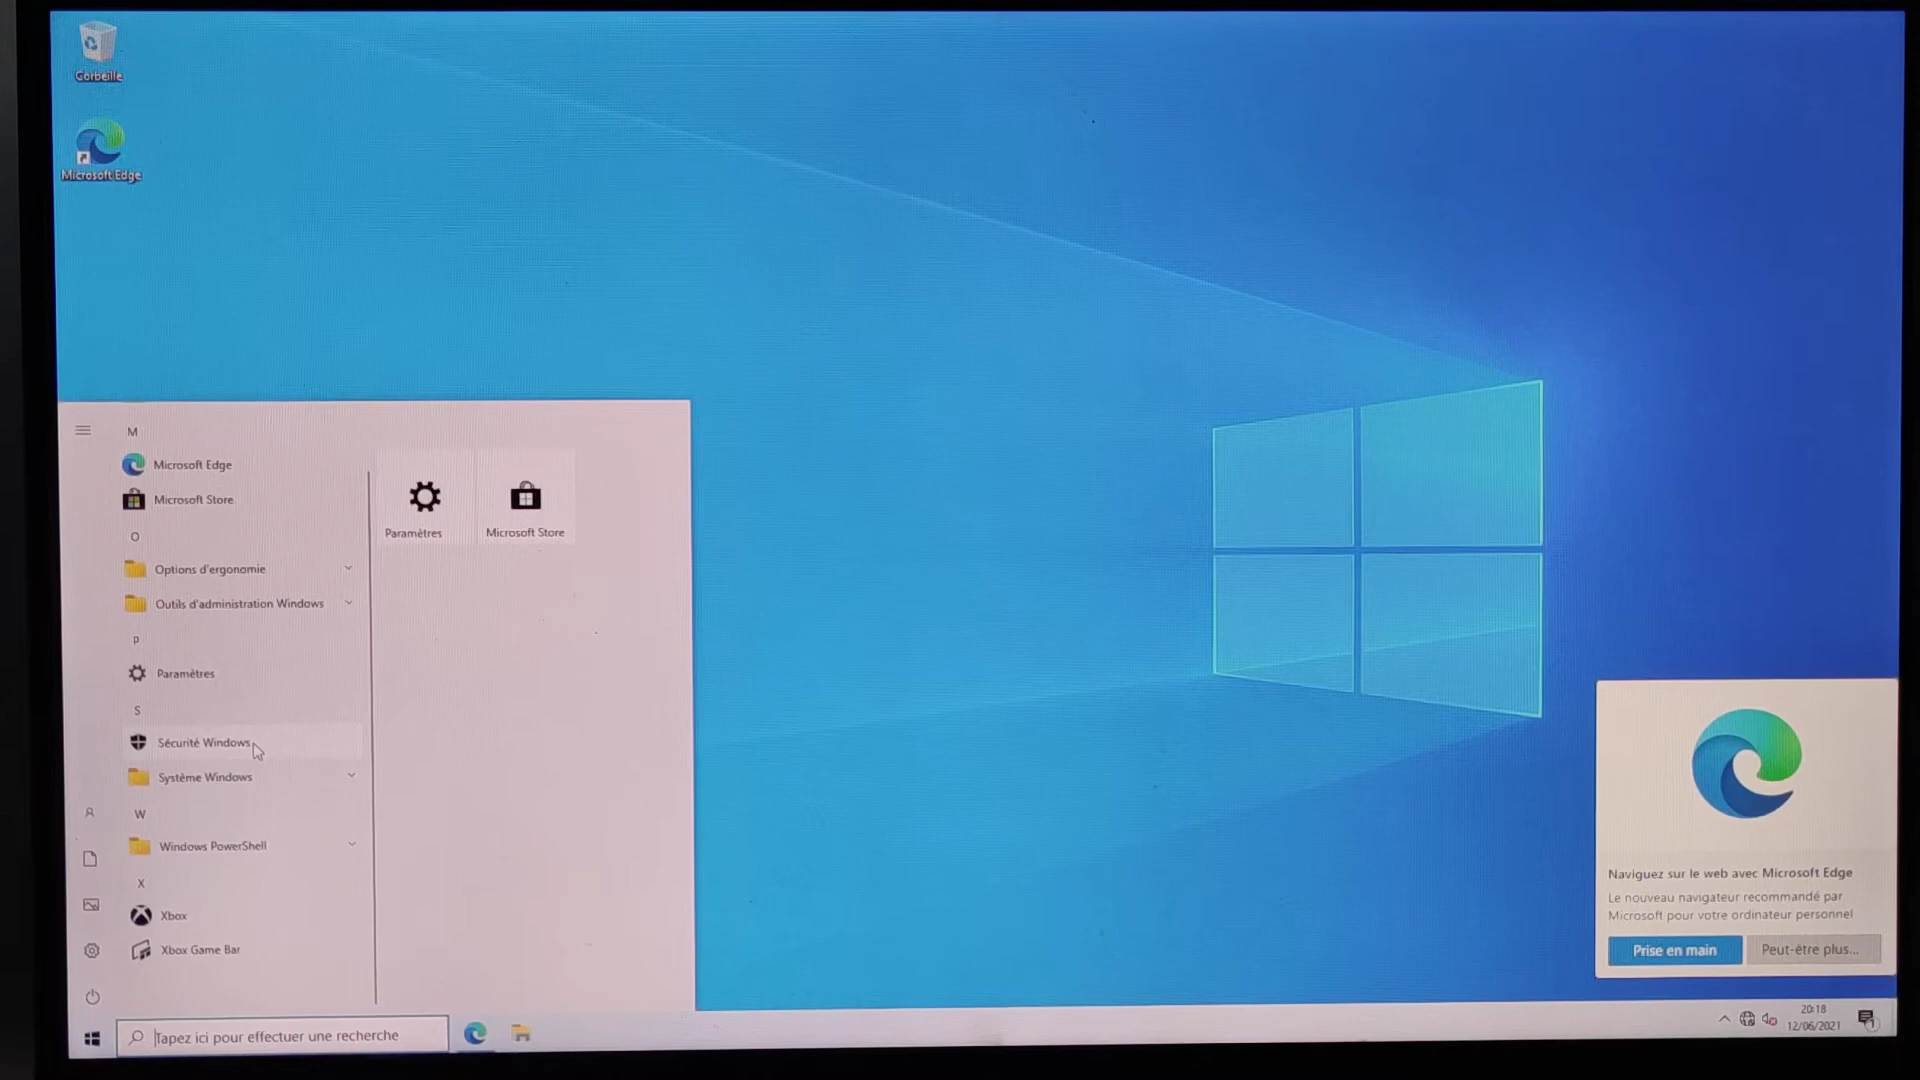 Corbeille
Microsoft Edge
M
Microsoft Edge
Microsoft Store
O
Options d'ergonomie
Outils d'administration Windows
P
Paramètres
S
Sécurité Windows
Système Windows
W
Windows PowerShell
X
Xbox
Xbox Game Bar
Paramètres
Microsoft Store
Naviguez sur le web avec Microsoft Edge
Le nouveau navigateur recommandé par
Microsoft pour votre ordinateur personnel
Prise en main
Peut-être plus...
Tapez ici pour effectuer une recherche
20:18
12/06/2021
1